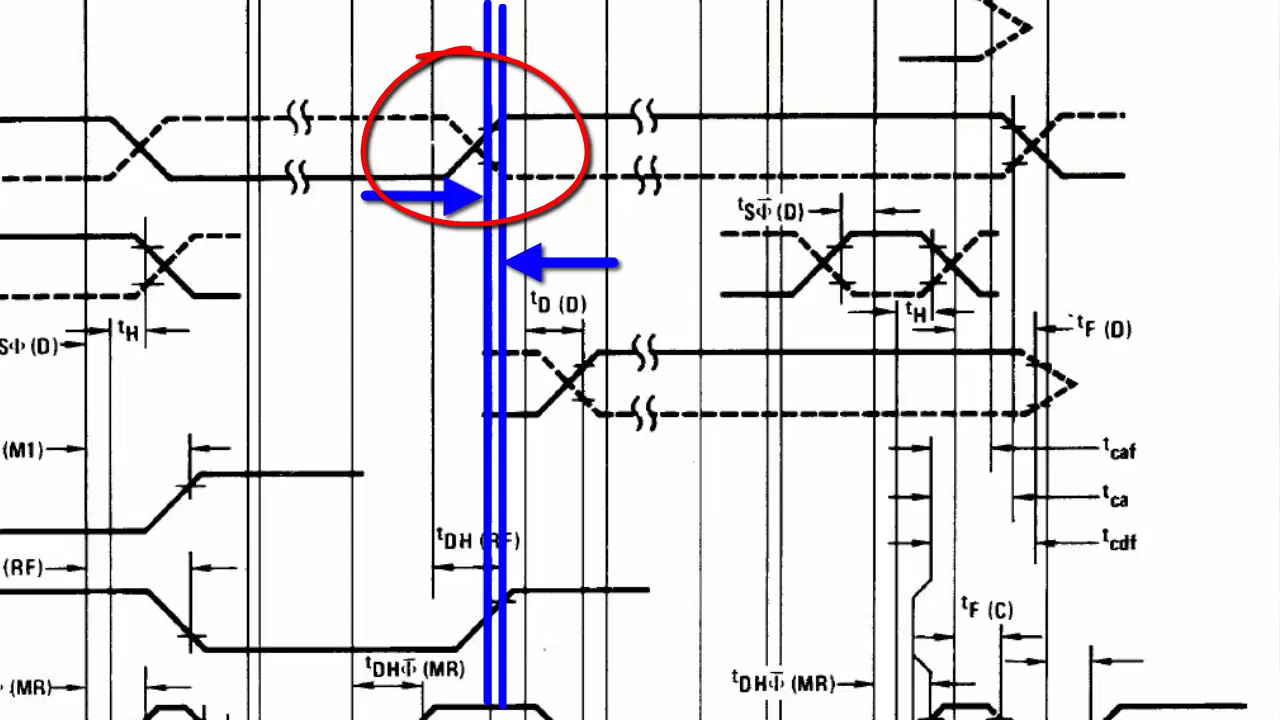 tSΦ̅ (D)
tD (D)
tH
tH
SΦ (D)
tF (D)
(M1)
tcaf
tca
tDH (RF)
tcdf
(RF)
tF (C)
tDHΦ̅ (MR)
tDHΦ̅ (MR)
Φ (MR)